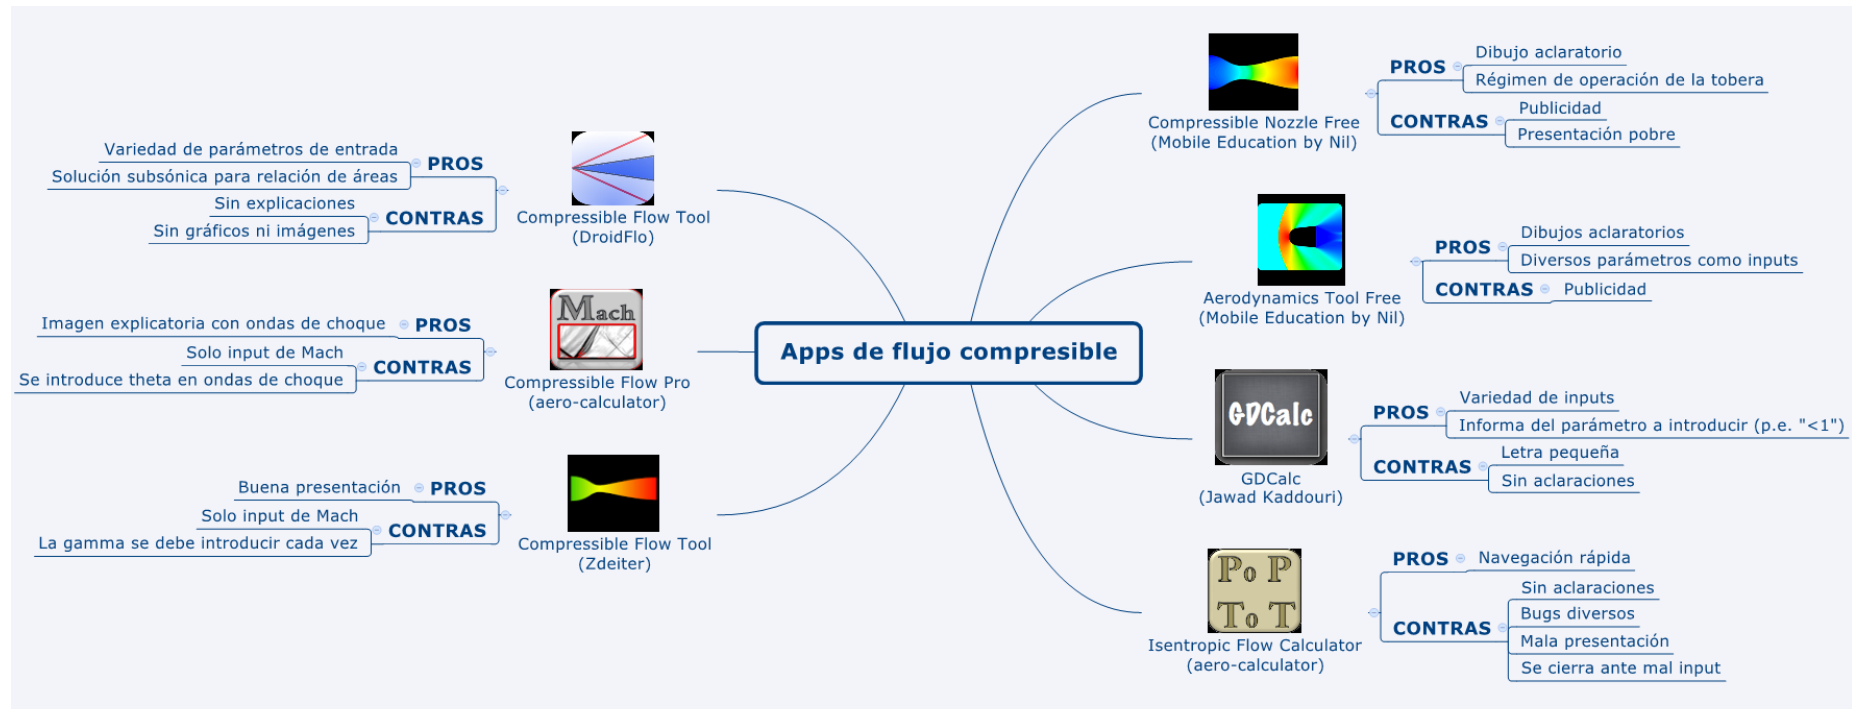 Apps de flujo compresible
Compressible Nozzle Free
(Mobile Education by Nil)
PROS
Dibujo aclaratorio
Régimen de operación de la tobera
CONTRAS
Publicidad
Presentación pobre
Aerodynamics Tool Free
(Mobile Education by Nil)
PROS
Dibujos aclaratorios
Diversos parámetros como inputs
CONTRAS
Publicidad
GDCalc
GDCalc
(Jawad Kaddouri)
PROS
Variedad de inputs
Informa del parámetro a introducir (p.e. "<1")
CONTRAS
Letra pequeña
Sin aclaraciones
Po P
To T
Isentropic Flow Calculator
(aero-calculator)
PROS
Navegación rápida
CONTRAS
Sin aclaraciones
Bugs diversos
Mala presentación
Se cierra ante mal input
Compressible Flow Tool
(DroidFlo)
PROS
Variedad de parámetros de entrada
Solución subsónica para relación de áreas
CONTRAS
Sin explicaciones
Sin gráficos ni imágenes
Mach
Compressible Flow Pro
(aero-calculator)
PROS
Imagen explicatoria con ondas de choque
CONTRAS
Solo input de Mach
Se introduce theta en ondas de choque
Compressible Flow Tool
(Zdeiter)
PROS
Buena presentación
CONTRAS
Solo input de Mach
La gamma se debe introducir cada vez